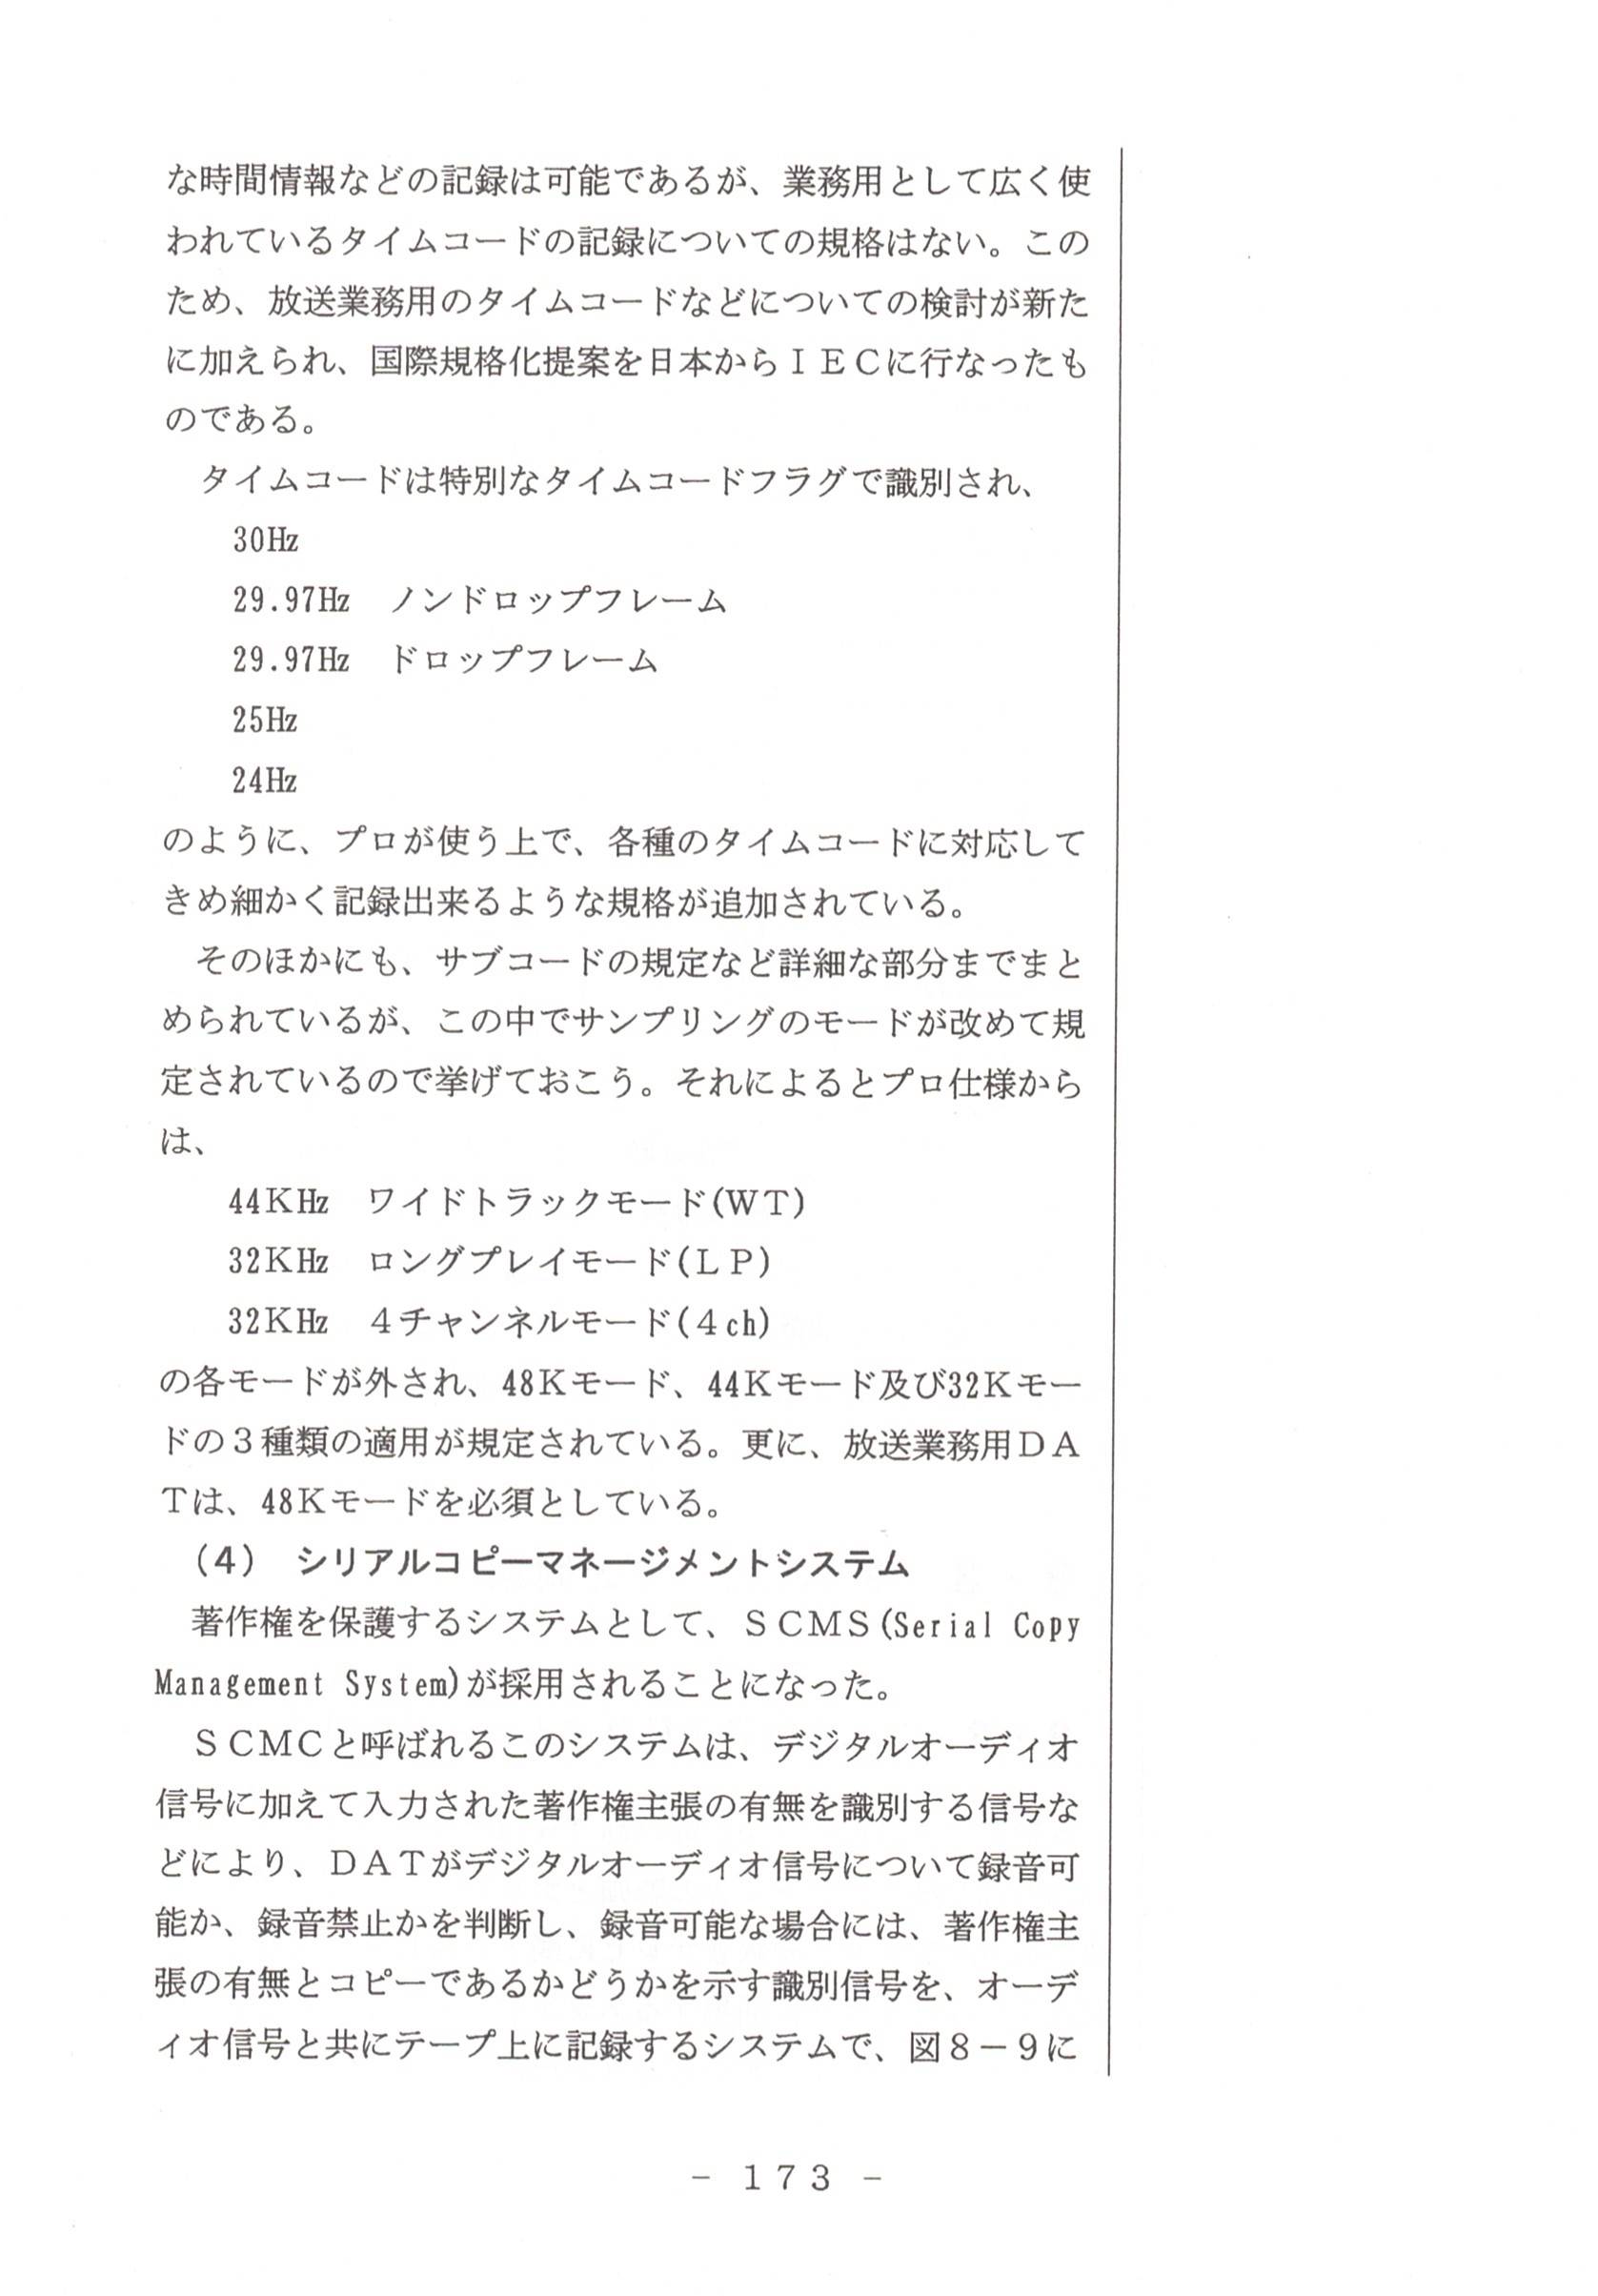 な時間情報などの記録は可能であるが、業務用として広く使
われているタイムコードの記録についての規格はない。この
ため、放送業務用のタイムコードなどについての検討が新た
に加えられ、国際規格化提案を日本からＩＥＣに行なったも
のである。
　タイムコードは特別なタイムコードフラグで識別され、
30Hz
29.97Hz　ノンドロップフレーム
29.97Hz　ドロップフレーム
25Hz
24Hz
のように、プロが使う上で、各種のタイムコードに対応して
きめ細かく記録出来るような規格が追加されている。
　そのほかにも、サブコードの規定など詳細な部分までまと
められているが、この中でサンプリングのモードが改めて規
定されているので挙げておこう。それによるとプロ仕様から
は、
44ＫHz　ワイドトラックモード(ＷＴ)
32ＫHz　ロングプレイモード(ＬＰ)
32ＫHz　４チャンネルモード(４ch)
の各モードが外され、48Ｋモード、44Ｋモード及び32Ｋモー
ドの３種類の適用が規定されている。更に、放送業務用ＤＡ
Ｔは、48Ｋモードを必須としている。
（４）　シリアルコピーマネージメントシステム
　著作権を保護するシステムとして、ＳＣＭＳ(Serial Copy
Management System)が採用されることになった。
　ＳＣＭＣと呼ばれるこのシステムは、デジタルオーディオ
信号に加えて入力された著作権主張の有無を識別する信号な
どにより、ＤＡＴがデジタルオーディオ信号について録音可
能か、録音禁止かを判断し、録音可能な場合には、著作権主
張の有無とコピーであるかどうかを示す識別信号を、オーデ
ィオ信号と共にテープ上に記録するシステムで、図８－９に
－ １７３ －